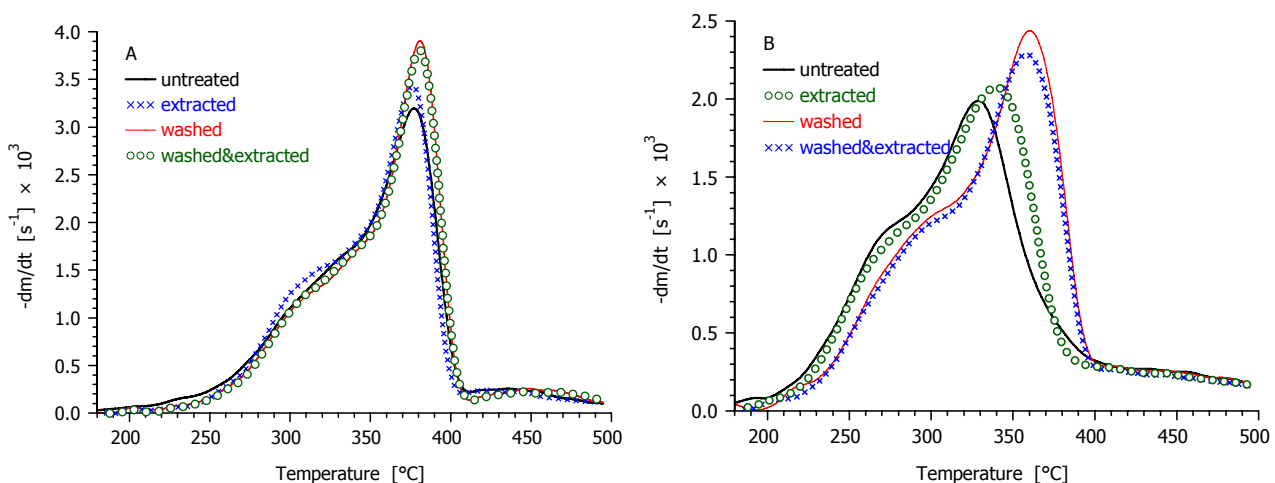 A
untreated
extracted
washed
washed&extracted
4.0
3.5
3.0
2.5
2.0
1.5
1.0
0.5
0.0
-dm/dt [s⁻¹] × 10³
200 250 300 350 400 450 500
Temperature [°C]
B
untreated
extracted
washed
washed&extracted
2.5
2.0
1.5
1.0
0.5
0.0
-dm/dt [s⁻¹] × 10³
200 250 300 350 400 450 500
Temperature [°C]